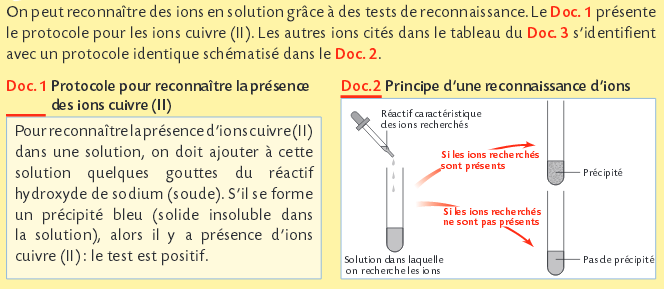 On peut reconnaître des ions en solution grâce à des tests de reconnaissance. Le Doc. 1 présente
le protocole pour les ions cuivre (II). Les autres ions cités dans le tableau du Doc. 3 s'identifient
avec un protocole identique schématisé dans le Doc. 2.
Doc. 1 Protocole pour reconnaître la présence
des ions cuivre (II)
Pour reconnaître la présence d'ions cuivre (II)
dans une solution, on doit ajouter à cette
solution quelques gouttes du réactif
hydroxyde de sodium (soude). S'il se forme
un précipité bleu (solide insoluble dans
la solution), alors il y a présence d'ions
cuivre (II) : le test est positif.
Doc. 2 Principe d'une reconnaissance d'ions
Réactif caractéristique
des ions recherchés
Si les ions recherchés
sont présents
Précipité
Si les ions recherchés
ne sont pas présents
Solution dans laquelle
on recherche les ions
Pas de précipité